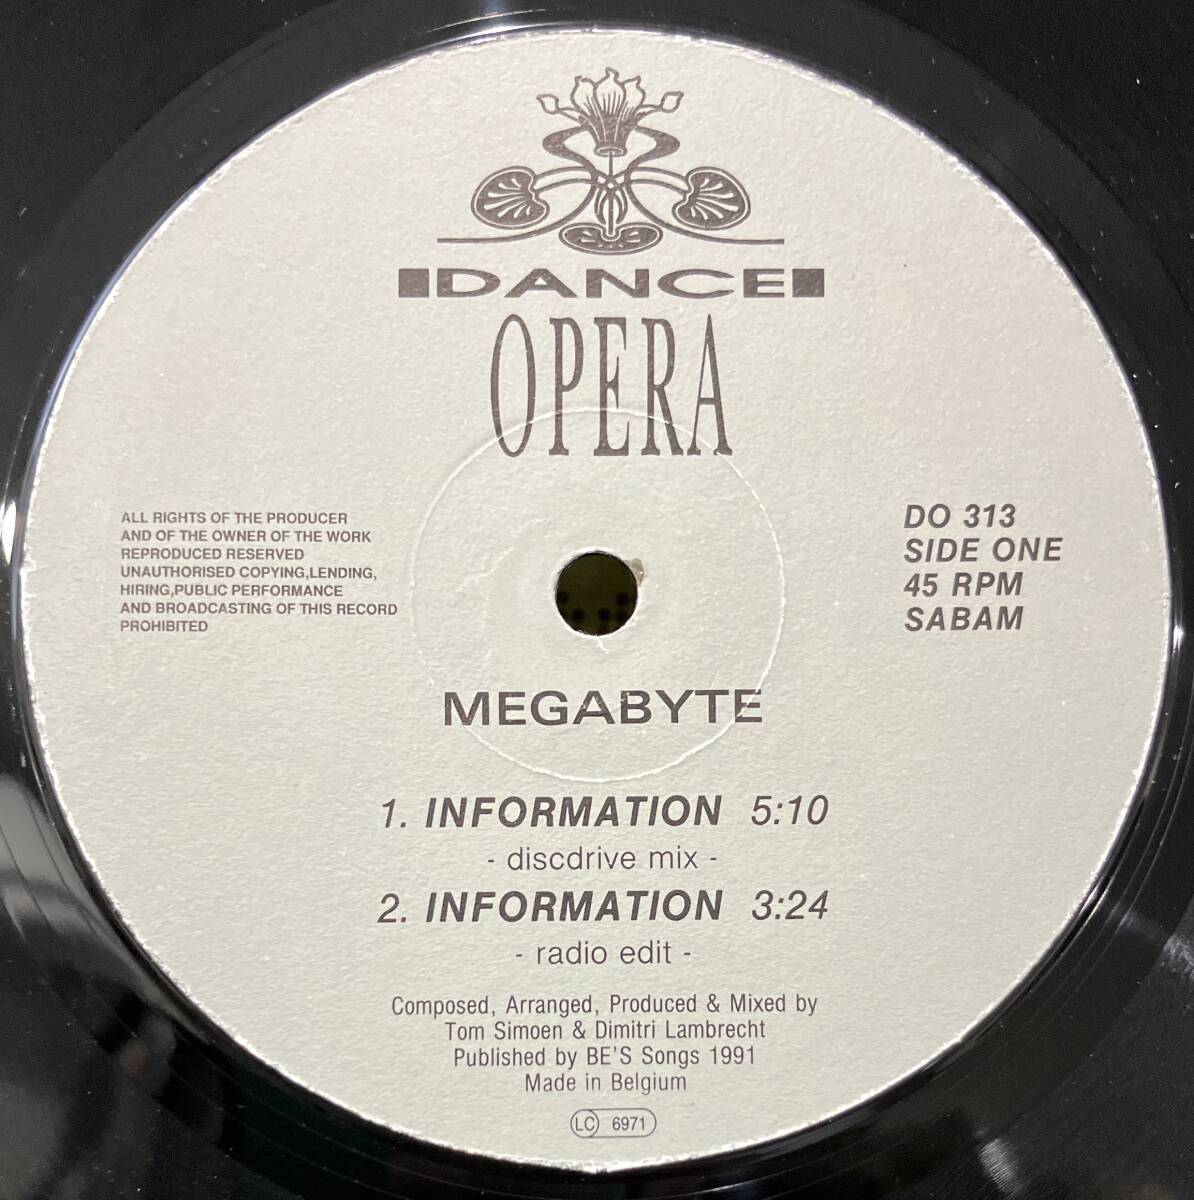 DANCE
OPERA
ALL RIGHTS OF THE PRODUCER
AND OF THE OWNER OF THE WORK
REPRODUCED RESERVED
UNAUTHORISED COPYING,LENDING,
HIRING,PUBLIC PERFORMANCE
AND BROADCASTING OF THIS RECORD
PROHIBITED
DO 313
SIDE ONE
45 RPM
SABAM
MEGABYTE
1. INFORMATION 5:10
- discdrive mix -
2. INFORMATION 3:24
- radio edit -
Composed, Arranged, Produced & Mixed by
Tom Simoen & Dimitri Lambrecht
Published by BE'S Songs 1991
Made in Belgium
LC 6971